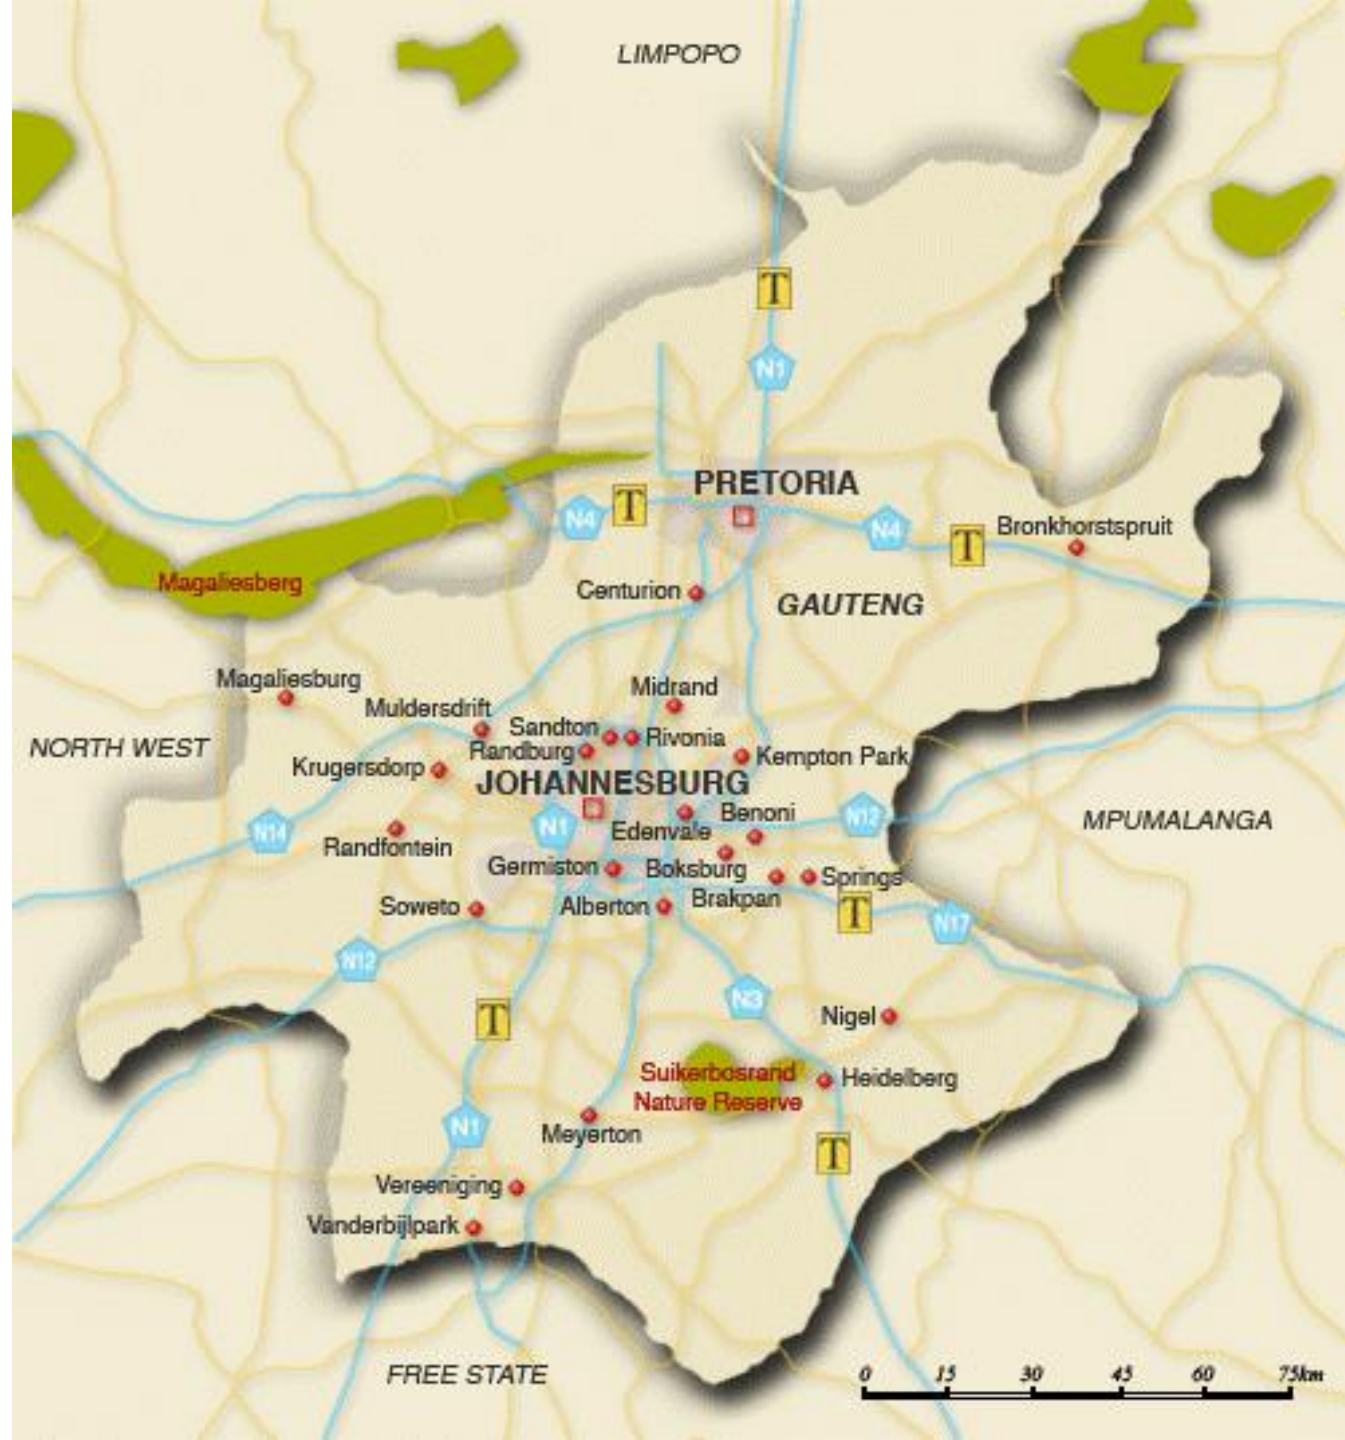 LIMPOPO
T
N1
PRETORIA
N4
T
N4
T
Bronkhorstspruit
Magaliesberg
Centurion
GAUTENG
Magaliesburg
Midrand
Muldersdrift
Sandton
Rivonia
NORTH WEST
Randburg
Kempton Park
Krugersdorp
JOHANNESBURG
N14
N1
Benoni
N12
MPUMALANGA
Edenvale
Randfontein
Germiston
Boksburg
Springs
Soweto
Alberton
Brakpan
T
N17
N12
N3
T
Nigel
Suikerbosrand
Nature Reserve
Heidelberg
N1
Meyerton
T
Vereeniging
Vanderbijlpark
FREE STATE
0 15 30 45 60 75km